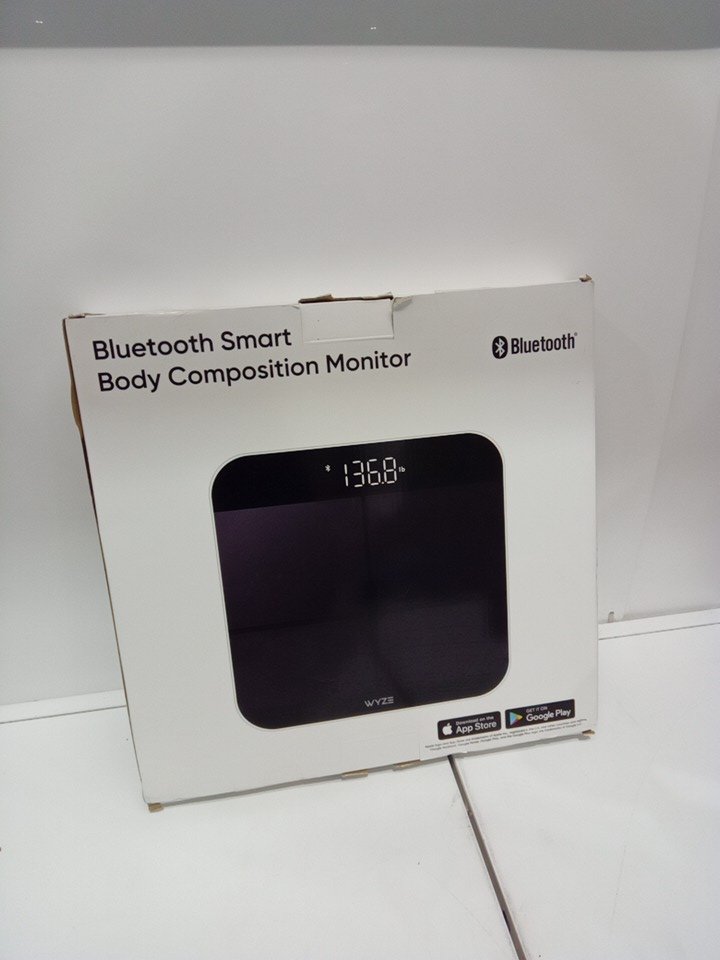 Bluetooth Smart
Body Composition Monitor
Bluetooth®
136.8 lb
WYZE
Download on the
App Store
GET IT ON
Google Play